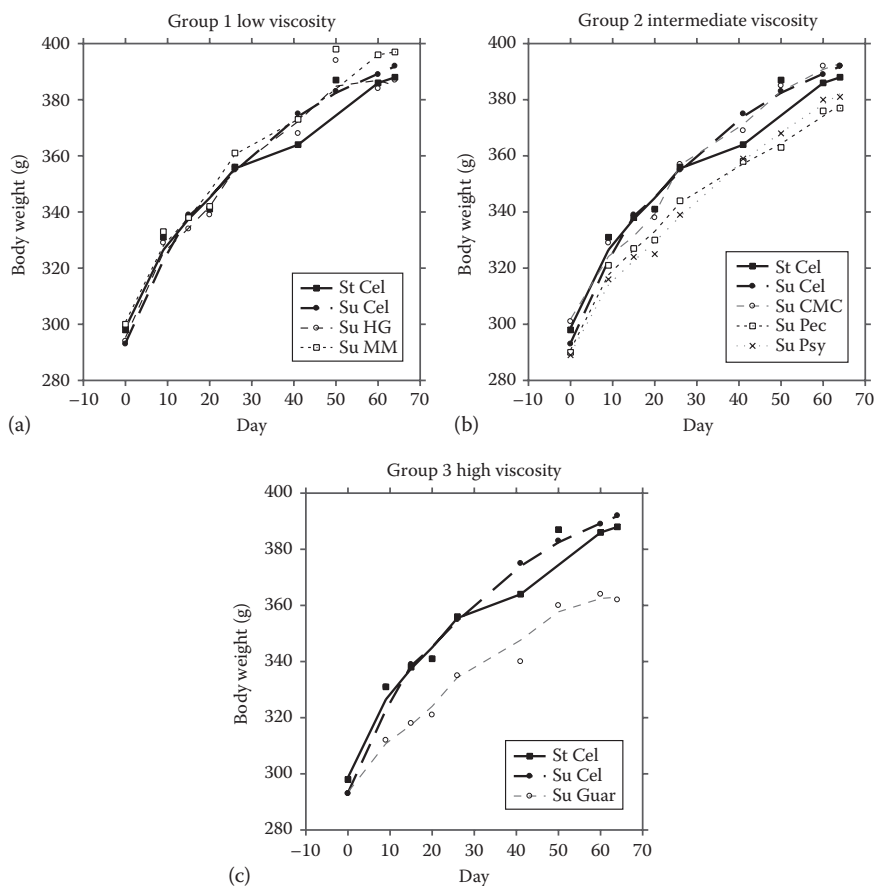 Group 1 low viscosity
400
380
360
340
320
300
280
Body weight (g)
St Cel
Su Cel
Su HG
Su MM
−10 0 10 20 30 40 50 60 70
Day
(a)
Group 2 intermediate viscosity
400
380
360
340
320
300
280
Body weight (g)
St Cel
Su Cel
Su CMC
Su Pec
Su Psy
−10 0 10 20 30 40 50 60 70
Day
(b)
Group 3 high viscosity
400
380
360
340
320
300
280
Body weight (g)
St Cel
Su Cel
Su Guar
−10 0 10 20 30 40 50 60 70
Day
(c)